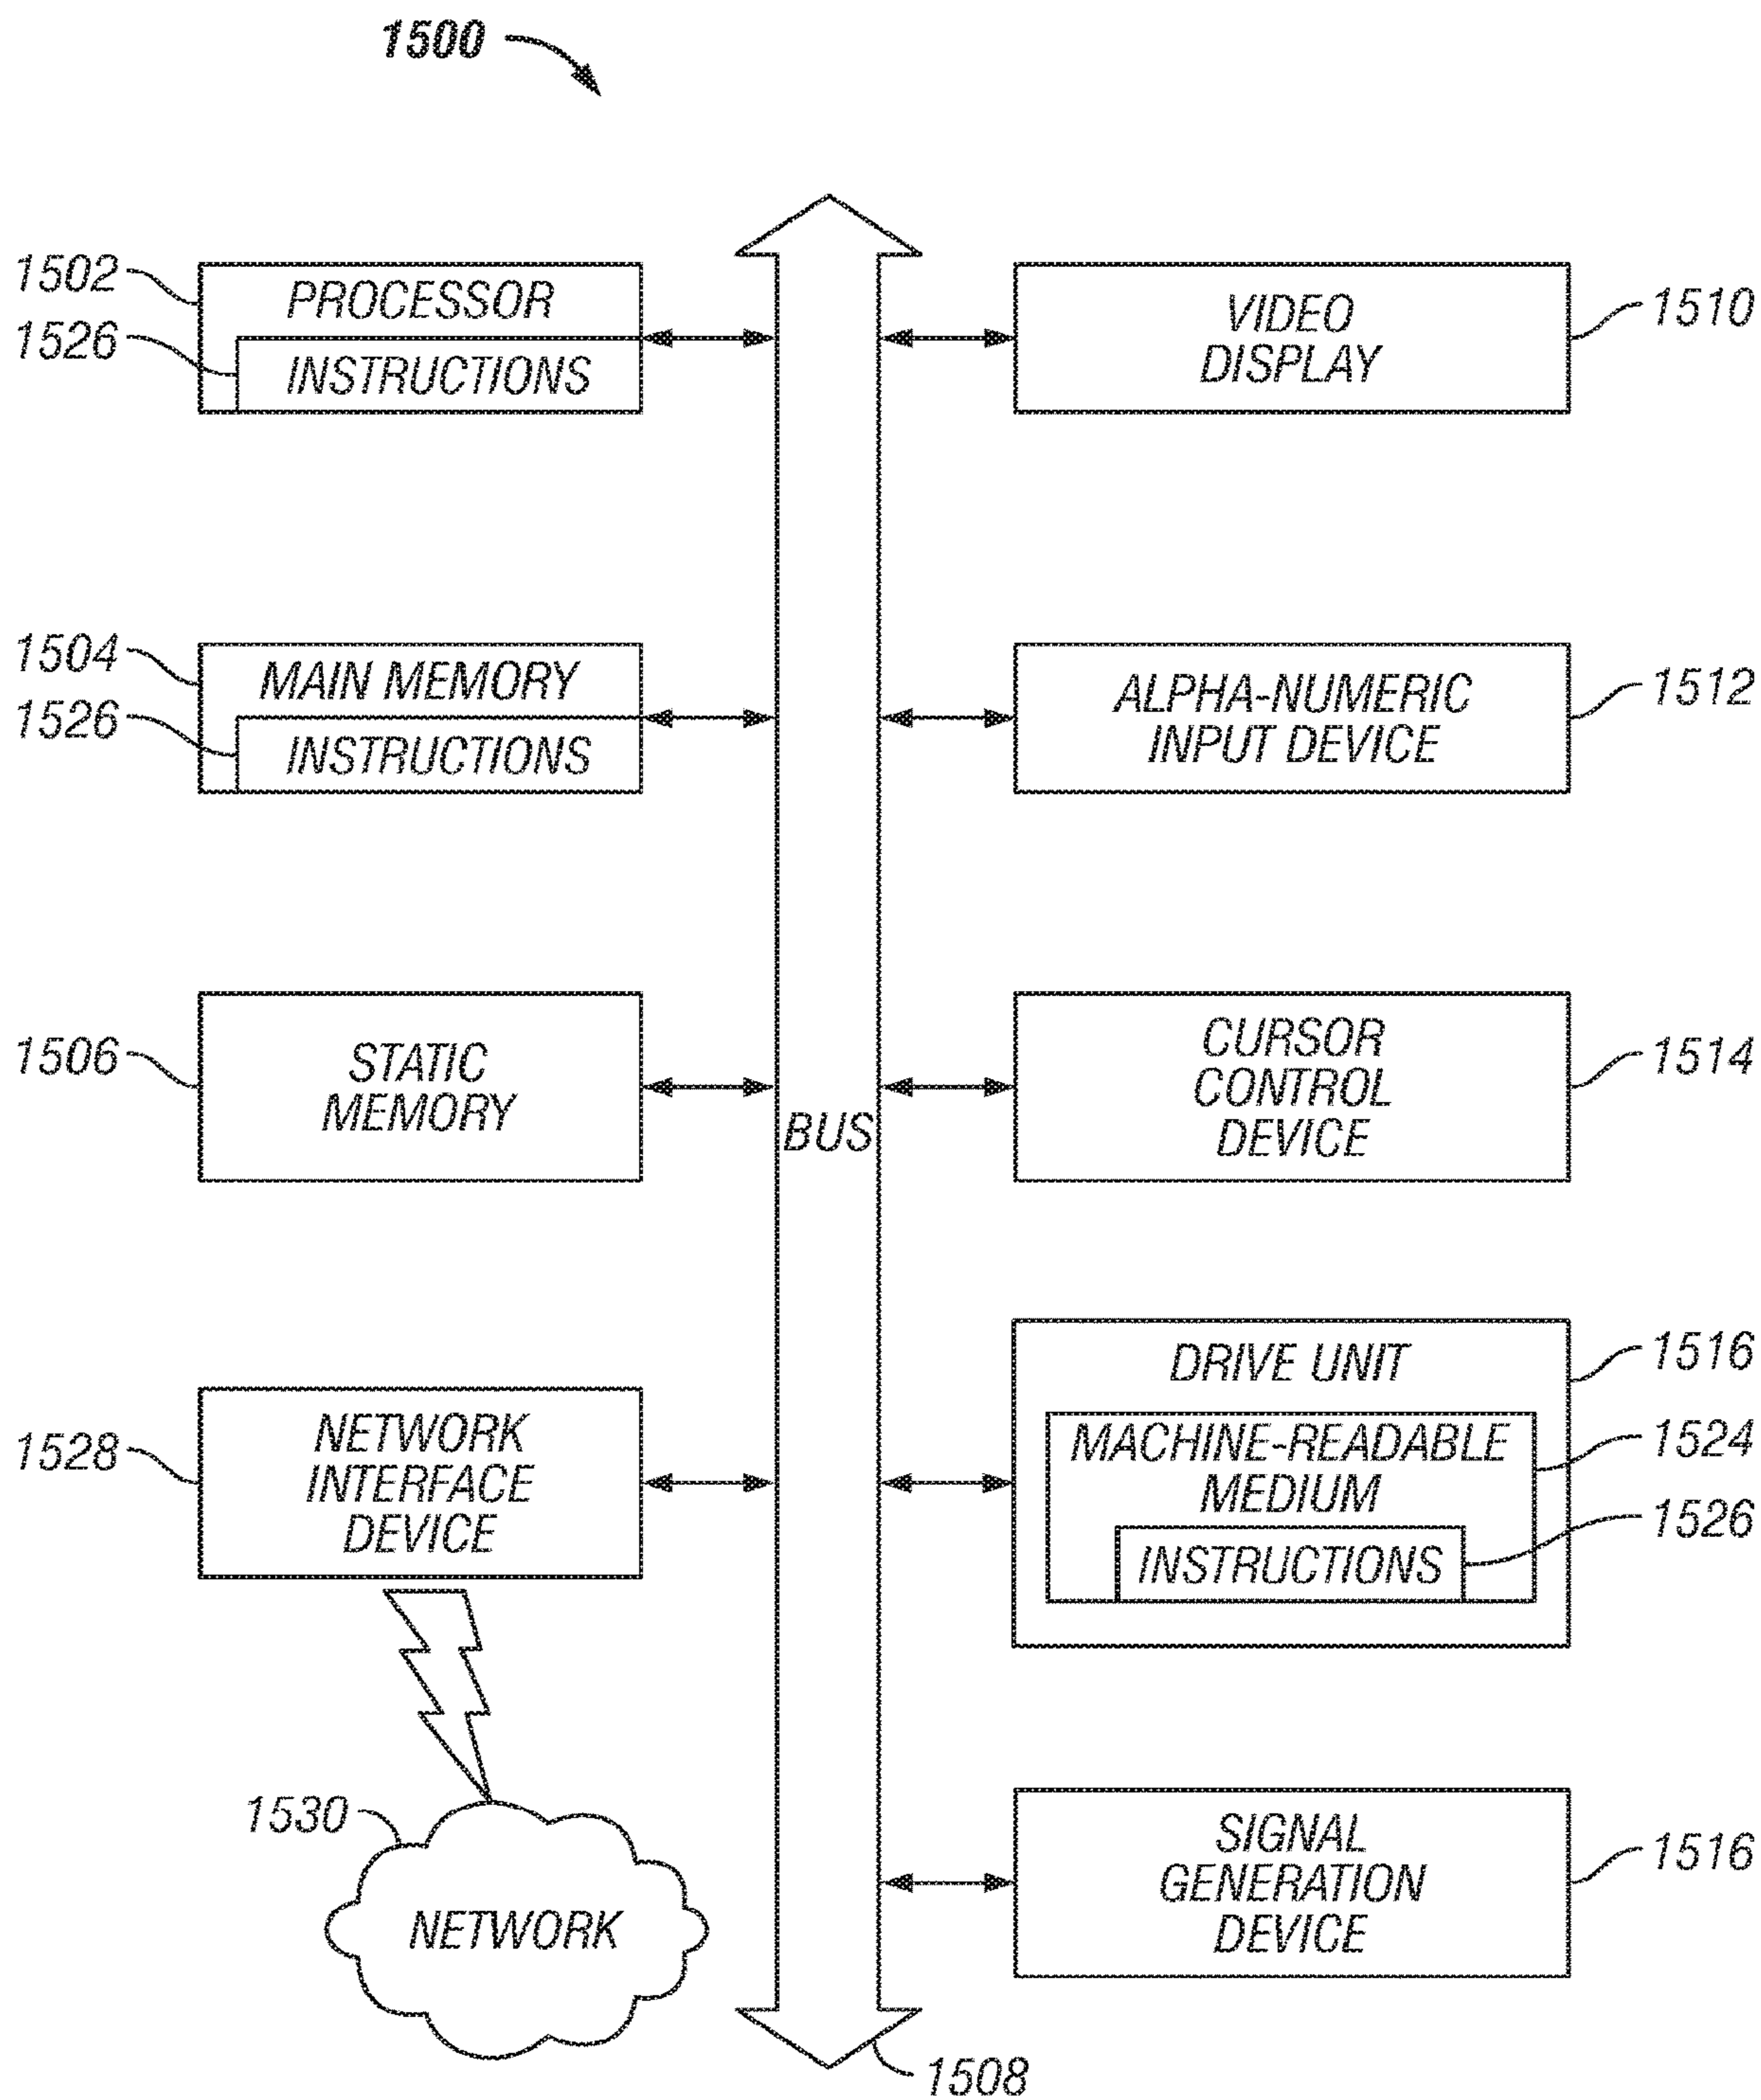 1500
1502
PROCESSOR
1526
INSTRUCTIONS
1504
MAIN MEMORY
1526
INSTRUCTIONS
1506
STATIC
MEMORY
1528
NETWORK
INTERFACE
DEVICE
1530
NETWORK
BUS
1508
VIDEO
DISPLAY
1510
ALPHA-NUMERIC
INPUT DEVICE
1512
CURSOR
CONTROL
DEVICE
1514
DRIVE UNIT
1516
MACHINE-READABLE
MEDIUM
1524
INSTRUCTIONS
1526
SIGNAL
GENERATION
DEVICE
1516